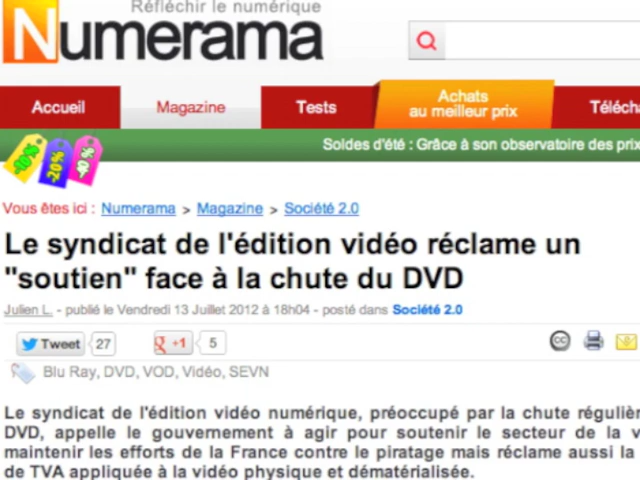 Réfléchir le numérique
Numerama
Accueil
Magazine
Tests
Achats
au meilleur prix
Téléch
-10%
-20%
Soldes d'été : Grâce à son observatoire des prix
Vous êtes ici : Numerama > Magazine > Société 2.0
Le syndicat de l'édition vidéo réclame un
"soutien" face à la chute du DVD
Julien L. - publié le Vendredi 13 Juillet 2012 à 18h04 - posté dans Société 2.0
Tweet 27 g +1 5
cc
Blu Ray, DVD, VOD, Vidéo, SEVN
Le syndicat de l'édition vidéo numérique, préoccupé par la chute régulièr
DVD, appelle le gouvernement à agir pour soutenir le secteur de la v
maintenir les efforts de la France contre le piratage mais réclame aussi la
de TVA appliquée à la vidéo physique et dématérialisée.